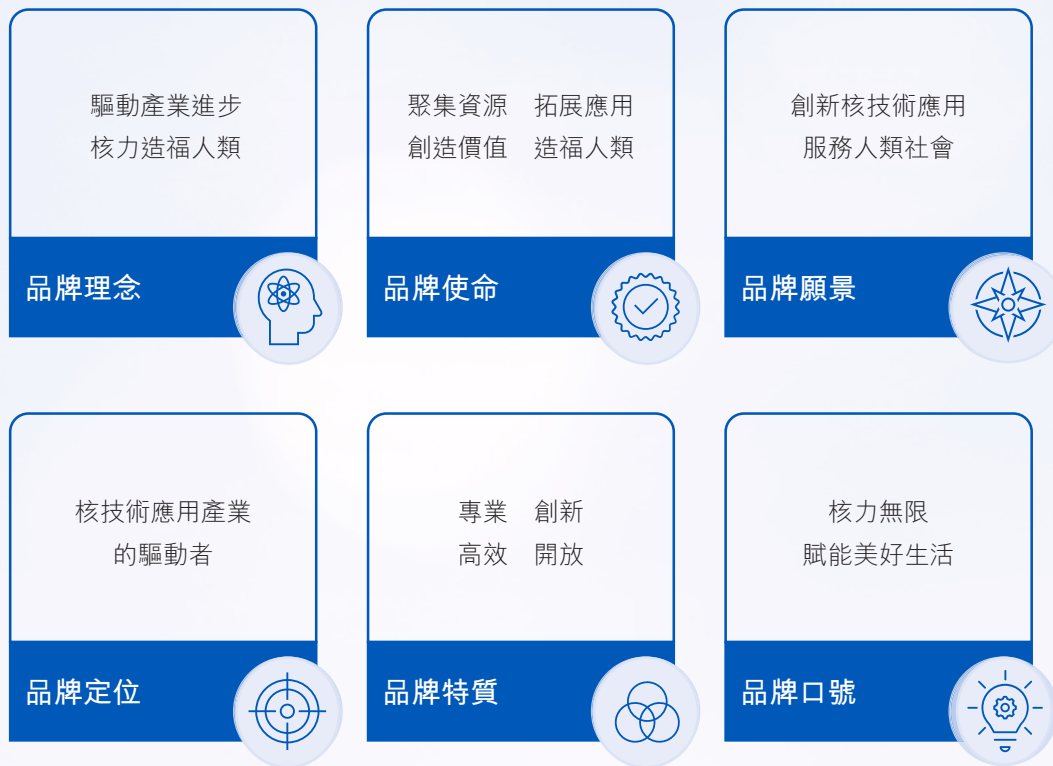 驅動產業進步
核力造福人類
品牌理念
聚集資源　拓展應用
創造價值　造福人類
品牌使命
創新核技術應用
服務人類社會
品牌願景
核技術應用產業
的驅動者
品牌定位
專業　創新
高效　開放
品牌特質
核力無限
賦能美好生活
品牌口號